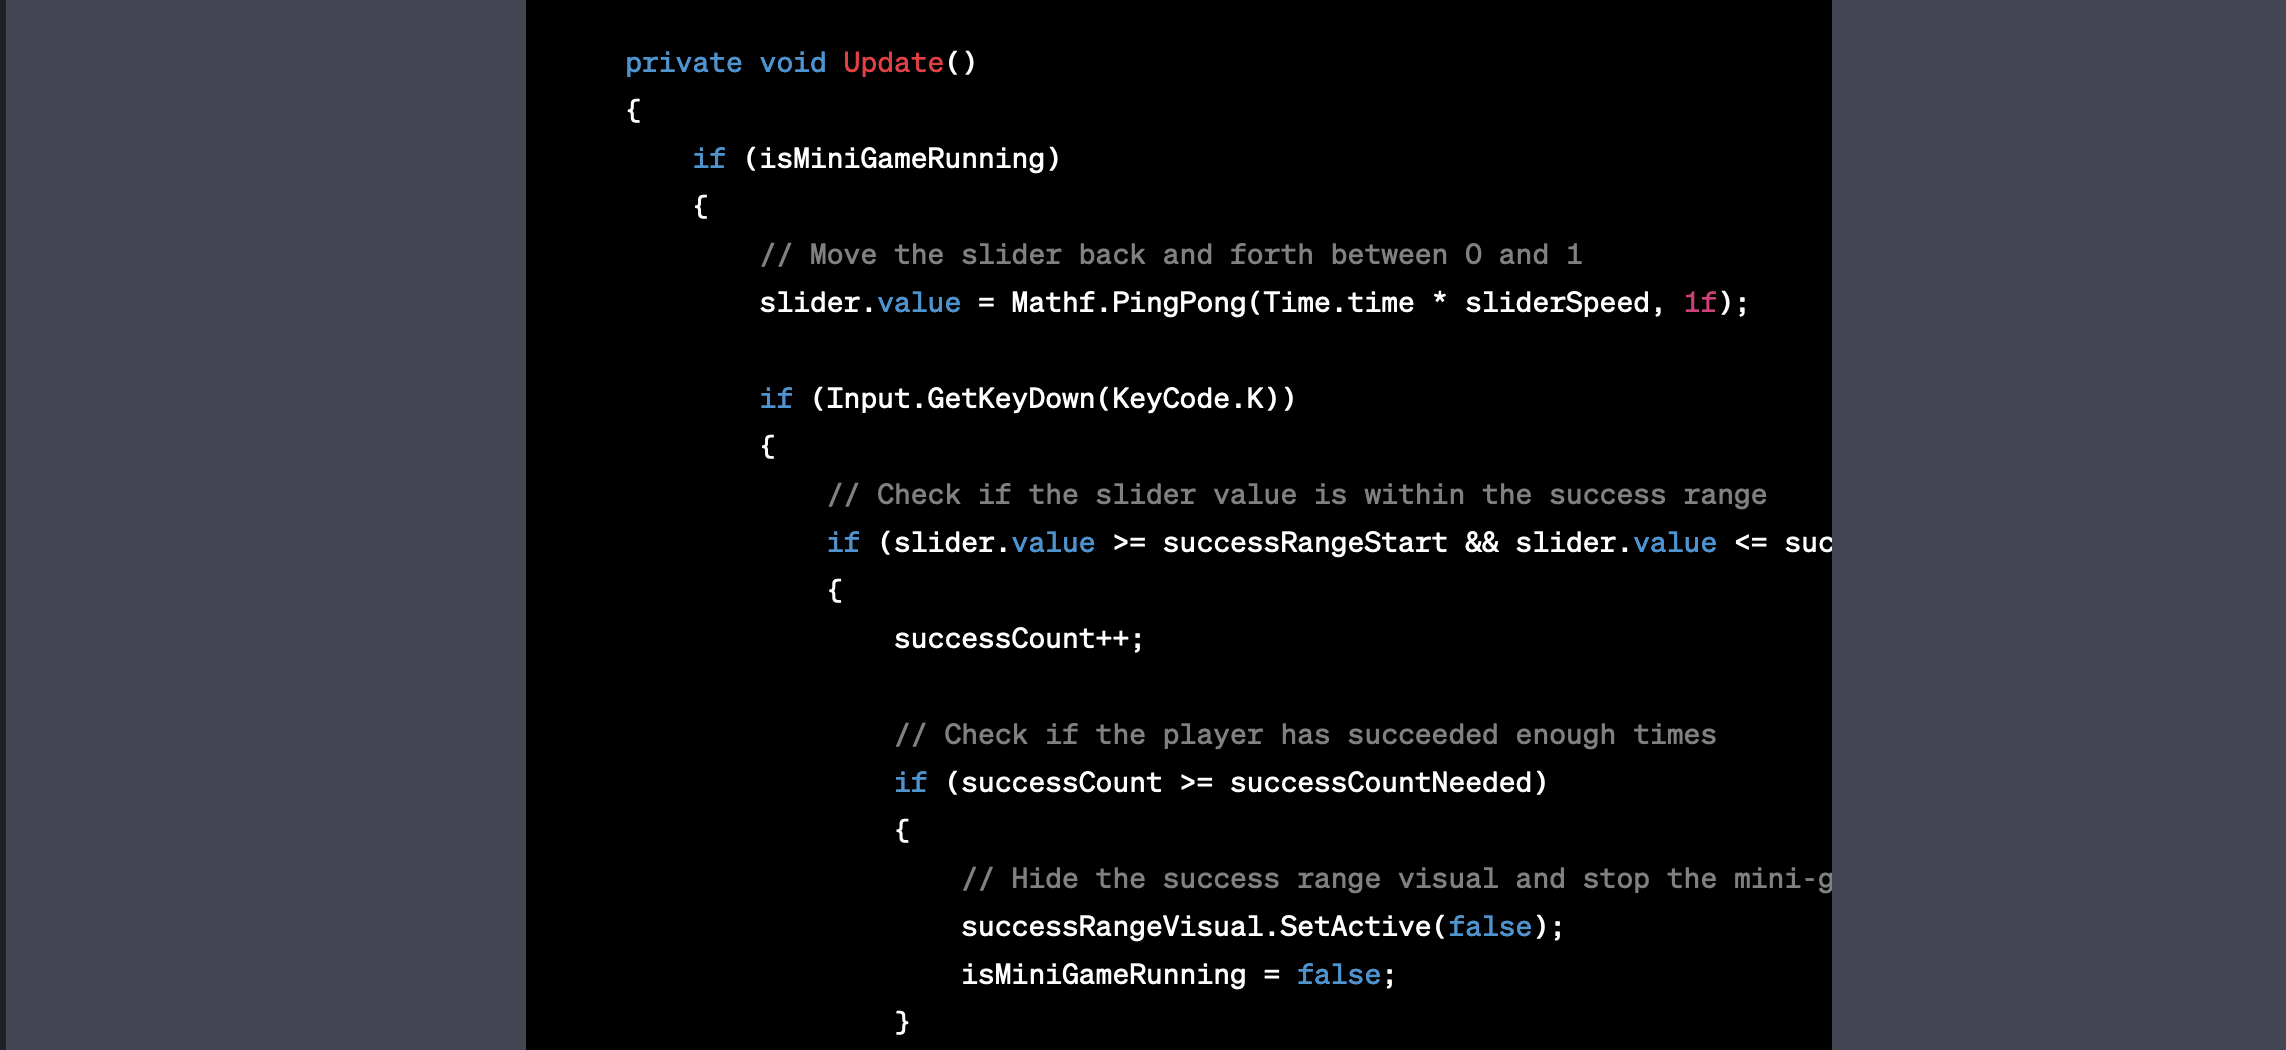 private void Update()
{
if (isMiniGameRunning)
{
// Move the slider back and forth between 0 and 1
slider.value = Mathf.PingPong(Time.time * sliderSpeed, 1f);
if (Input.GetKeyDown(KeyCode.K))
{
// Check if the slider value is within the success range
if (slider.value >= successRangeStart && slider.value <= suc
{
successCount++;
// Check if the player has succeeded enough times
if (successCount >= successCountNeeded)
{
// Hide the success range visual and stop the mini-g
successRangeVisual.SetActive(false);
isMiniGameRunning = false;
}